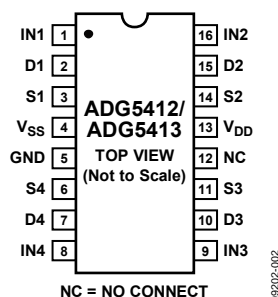 IN1 1 16 IN2
D1 2 15 D2
S1 3 14 S2
VSS 4 13 VDD
GND 5 12 NC
S4 6 11 S3
D4 7 10 D3
IN4 8 9 IN3
ADG5412/
ADG5413
TOP VIEW
(Not to Scale)
NC = NO CONNECT
9202-002